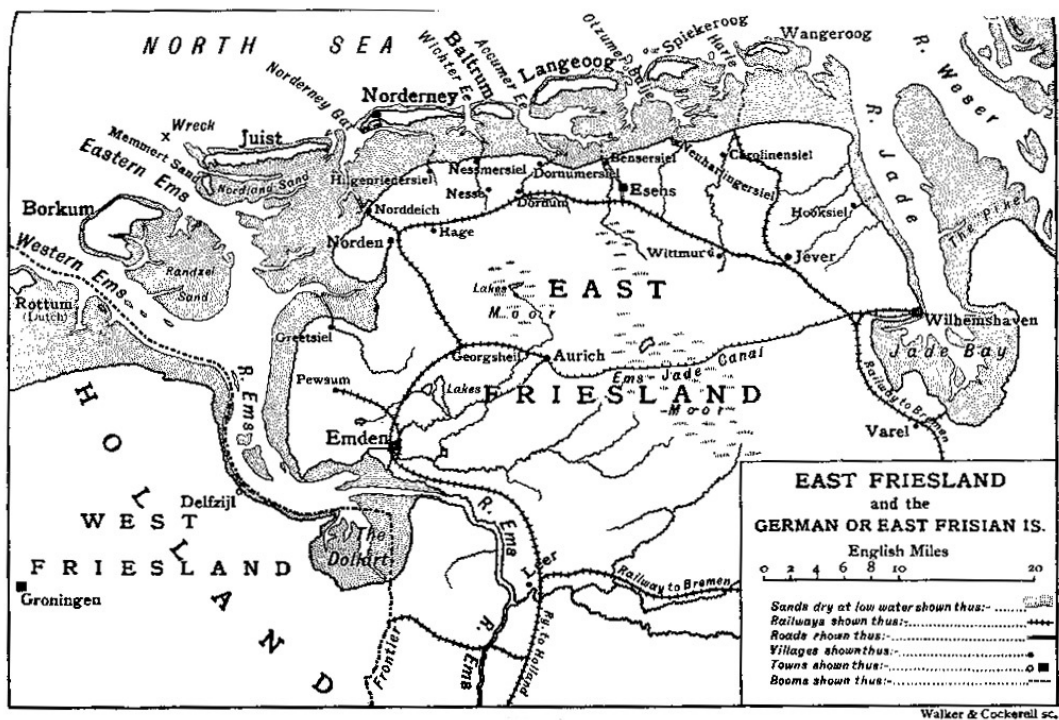 NORTH SEA
Wangeroog
Spiekeroog
Harle
Otzumer Balje
Langeoog
Accumer Ee
Baltrum
Wichter Ee
Norderney
Norderney Gat
R. Weser
R. Jade
Wreck
Juist
Memmert Sand
Nordland Sand
Eastern Ems
Borkum
Randzel
Sand
Western Ems
Rottum
(Dutch)
Hilgenriedersiel
Nessmersiel
Dornumersiel
Bensersiel
Neuharlingersiel
Carolinensiel
Nesse
Dornum
Esens
Hooksiel
The pike
Norddeich
Hage
Norden
Wittmund
Jever
Lakes
EAST
Moor
Wilhemshaven
Jade Bay
Greetsiel
Georgsheil
Aurich
Ems-Jade Canal
Pewsum
Lakes
FRIESLAND
Moor
Railway to Bremen
Varel
R. Ems
Emden
HOLLAND
Delfzijl
WEST
FRIESLAND
The
Dollart
R. Ems
Leer
Railway to Bremen
Groningen
Frontier
R. Ems
Ry to Holland
EAST FRIESLAND
and the
GERMAN OR EAST FRISIAN IS.
English Miles
0 2 4 6 8 10 20
Sands dry at low water shown thus:-
Railways shown thus:-
Roads shown thus:-
Villages shown thus:-
Towns shown thus:-
Booms shown thus:-
Walker & Cockerell sc.